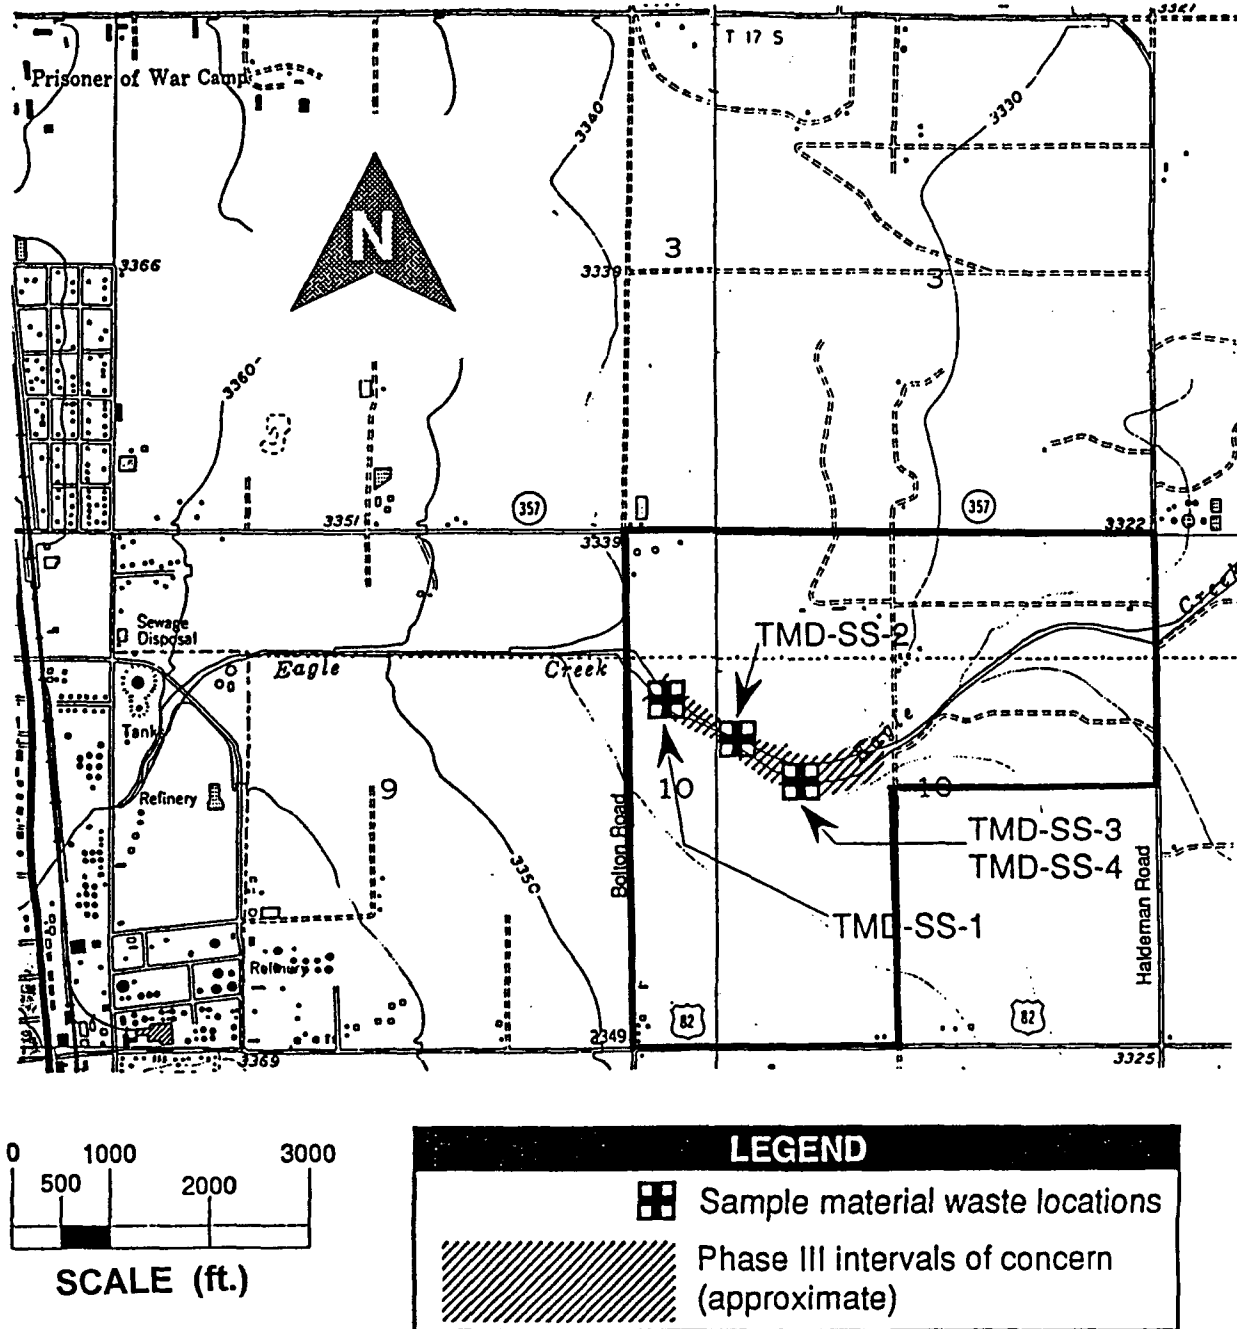 3321
T 17 S
Prisoner of War Camp
3340
3330
N
3
3366
3339
3
3360
357
357
3351
3322
3339
Creek
Sewage
Disposal
TMD-SS-2
Eagle
Creek
Tanks
Eagle
Refinery
9
10
10
TMD-SS-3
TMD-SS-4
3350
Bolton Road
Haldeman Road
TMD-SS-1
Refinery
82
82
2349
3369
3325
0
1000
3000
500
2000
SCALE (ft.)
LEGEND
Sample material waste locations
Phase III intervals of concern
(approximate)